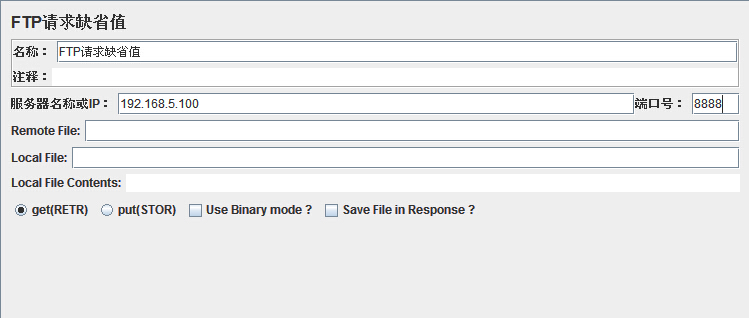 FTP请求缺省值
名称： FTP请求缺省值
注释：
服务器名称或IP： 192.168.5.100 端口号： 8888
Remote File:
Local File:
Local File Contents:
get(RETR) put(STOR) Use Binary mode ? Save File in Response ?